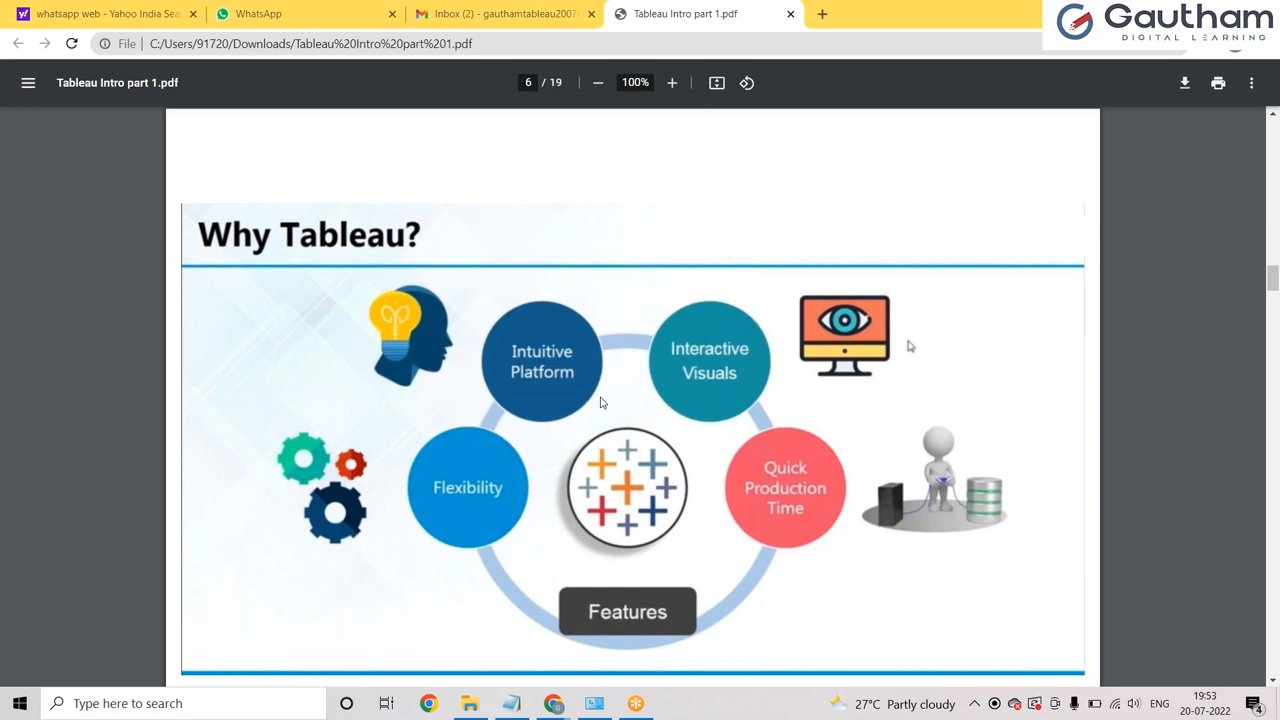 whatsapp web - Yahoo India Sea
WhatsApp
Inbox (2) - gauthamtableau2007
Tableau Intro part 1.pdf
Gautham
DIGITAL LEARNING
File
C:/Users/91720/Downloads/Tableau%20Intro%20part%201.pdf
Tableau Intro part 1.pdf
6 / 19
100%
Why Tableau?
Intuitive
Platform
Interactive
Visuals
Flexibility
Quick
Production
Time
Features
Type here to search
27°C Partly cloudy
ENG
19:53
20-07-2022
4